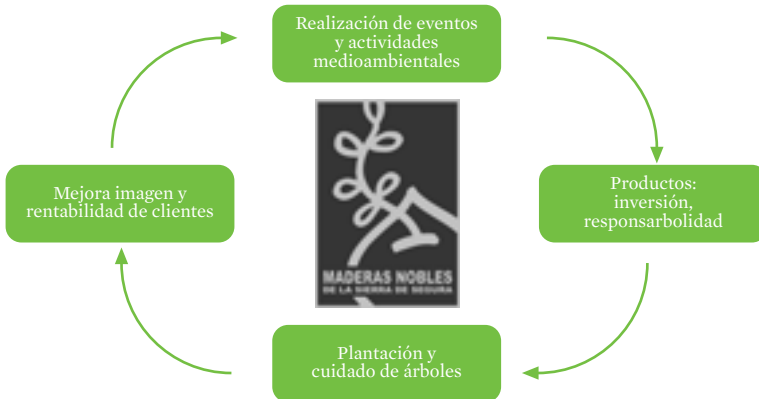 Realización de eventos
y actividades
medioambientales
Mejora imagen y
rentabilidad de clientes
Productos:
inversión,
responsarbolidad
MADERAS NOBLES
DE LA SIERRA DE SEGURA
Plantación y
cuidado de árboles